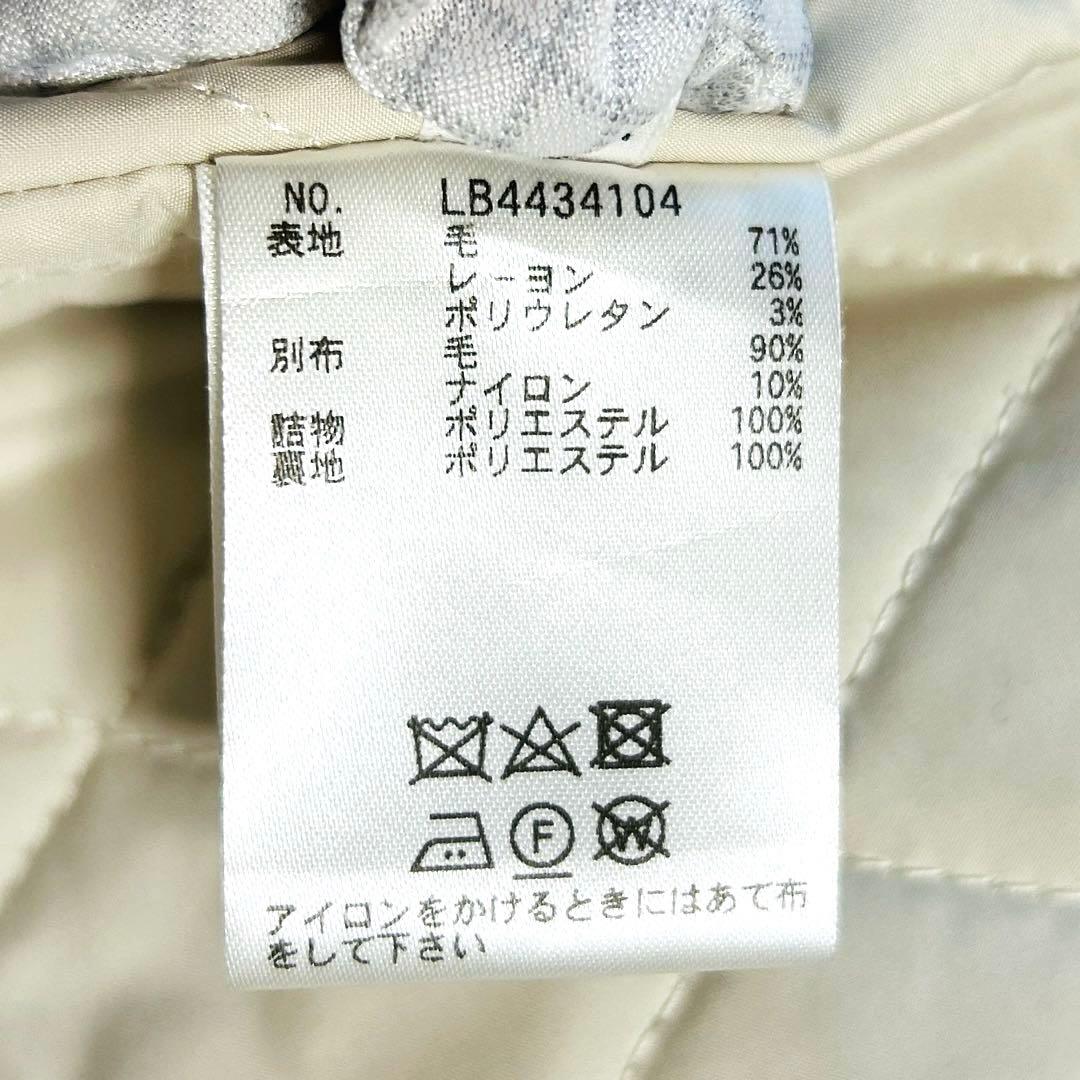 NO. LB4434104
表地 毛 71%
レーヨン 26%
ポリウレタン 3%
別布 毛 90%
ナイロン 10%
詰物 ポリエステル 100%
裏地 ポリエステル 100%
F
W
アイロンをかけるときにはあて布
をして下さい